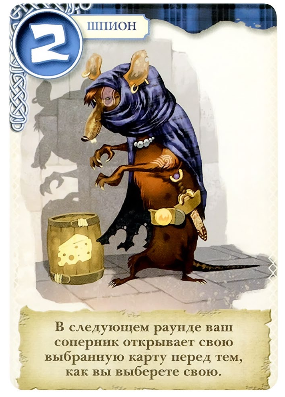 2
ШПИОН
В следующем раунде ваш
соперник открывает свою
выбранную карту перед тем,
как вы выберете свою.